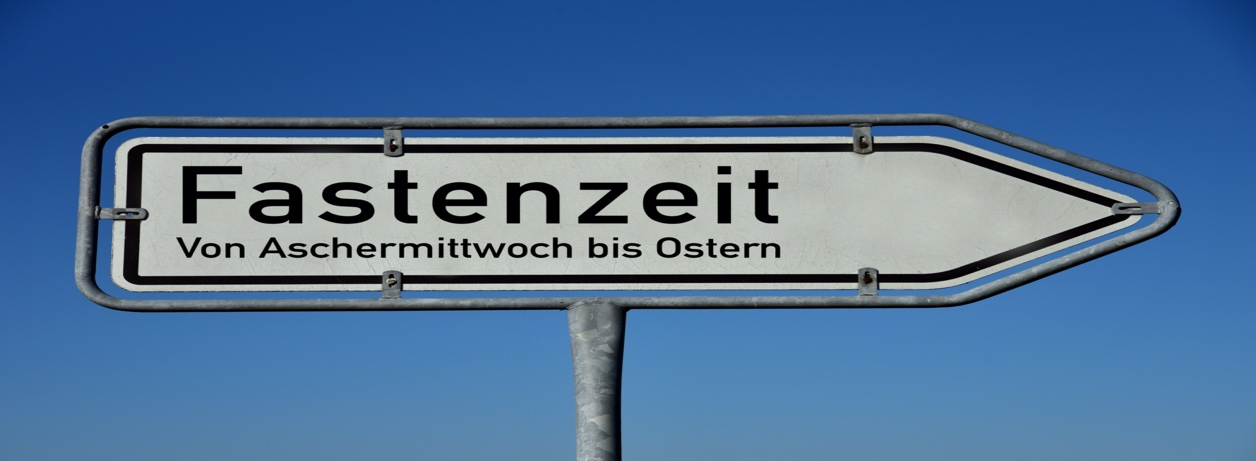 Fastenzeit
Von Aschermittwoch bis Ostern